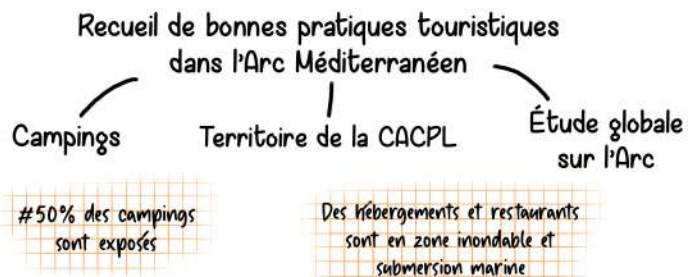 Recueil de bonnes pratiques touristiques
dans l'Arc Méditerranéen
Campings
Territoire de la CACPL
Étude globale
sur l'Arc
#50% des campings
sont exposés
Des hébergements et restaurants
sont en zone inondable et
submersion marine